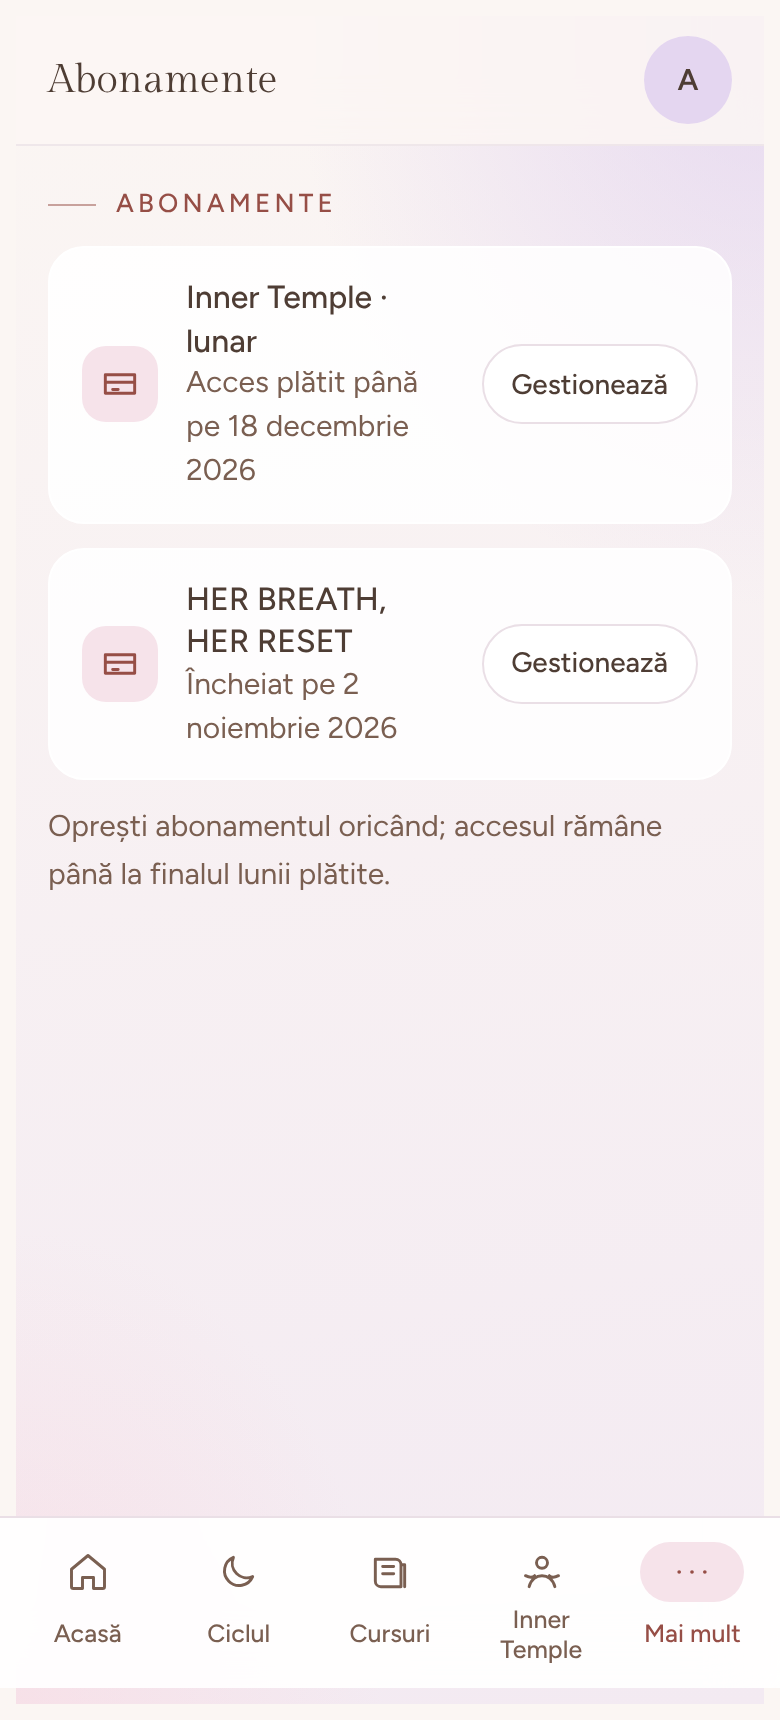 Abonamente
A
ABONAMENTE
Inner Temple ·
lunar
Acces plătit până
pe 18 decembrie
2026
Gestionează
HER BREATH,
HER RESET
Încheiat pe 2
noiembrie 2026
Gestionează
Oprești abonamentul oricând; accesul rămâne
până la finalul lunii plătite.
Acasă
Ciclul
Cursuri
Inner
Temple
Mai mult